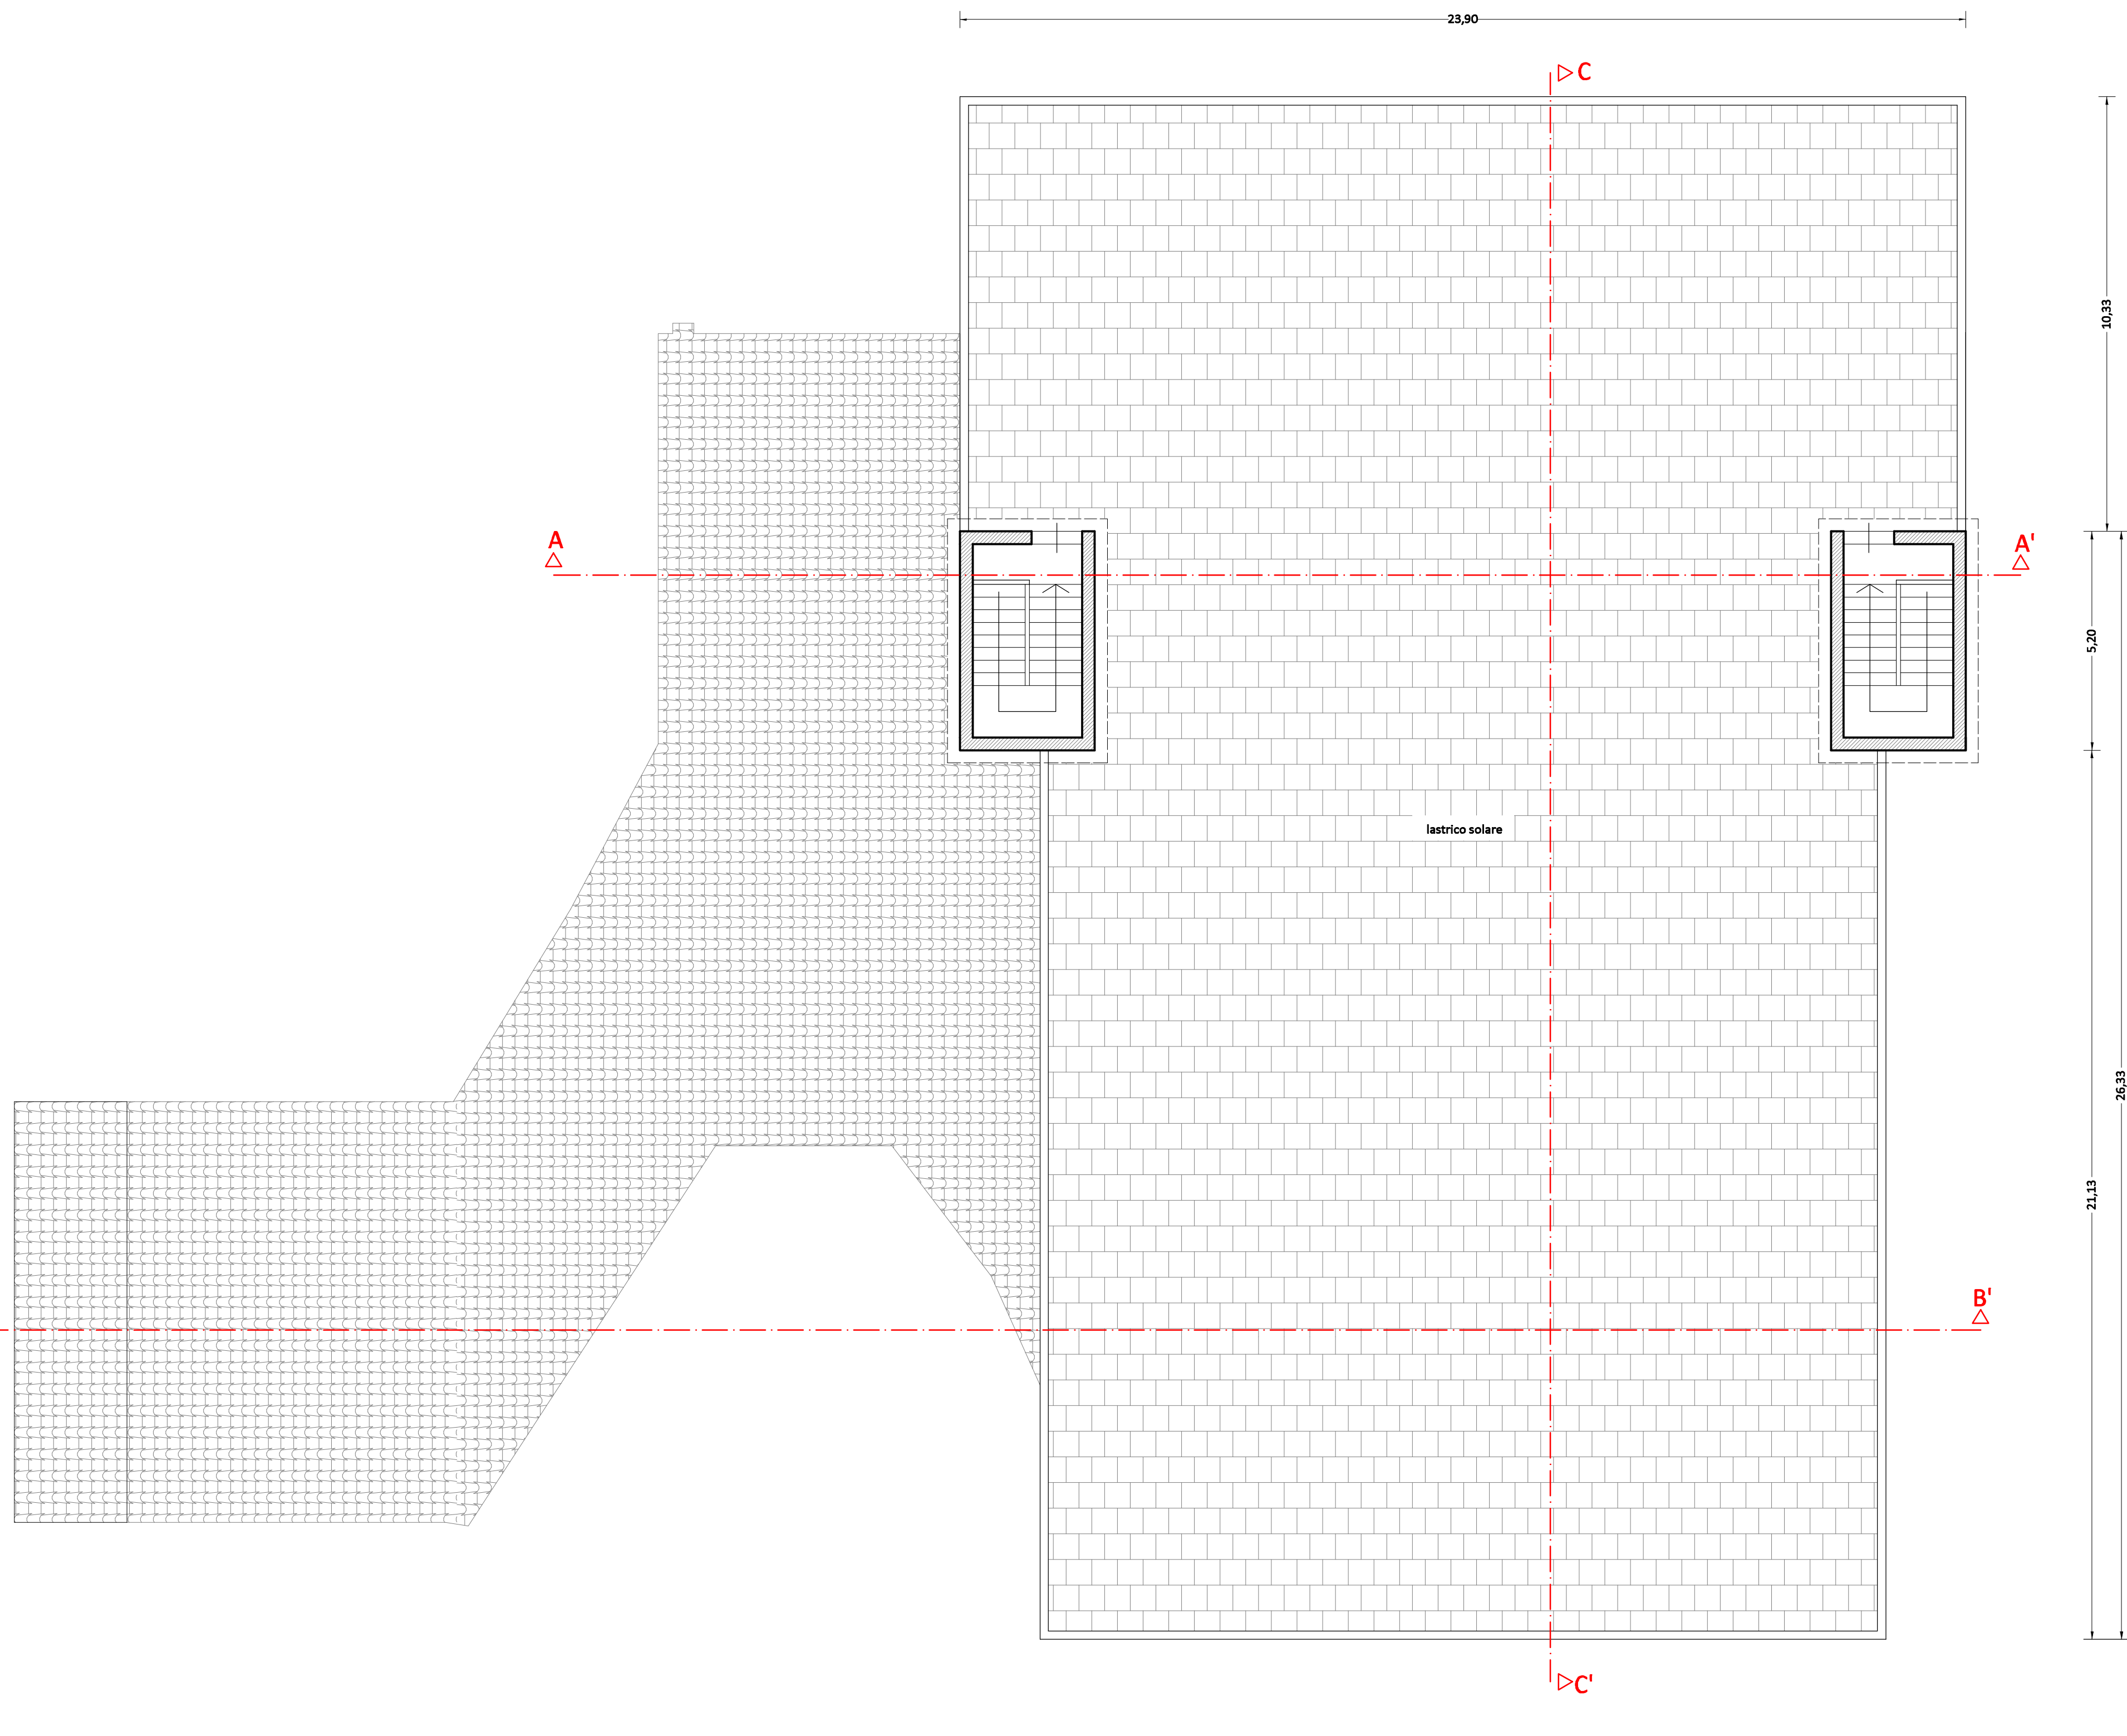 23,90
C
10,33
A
A'
5,20
lastrico solare
26,33
21,13
B'
C'